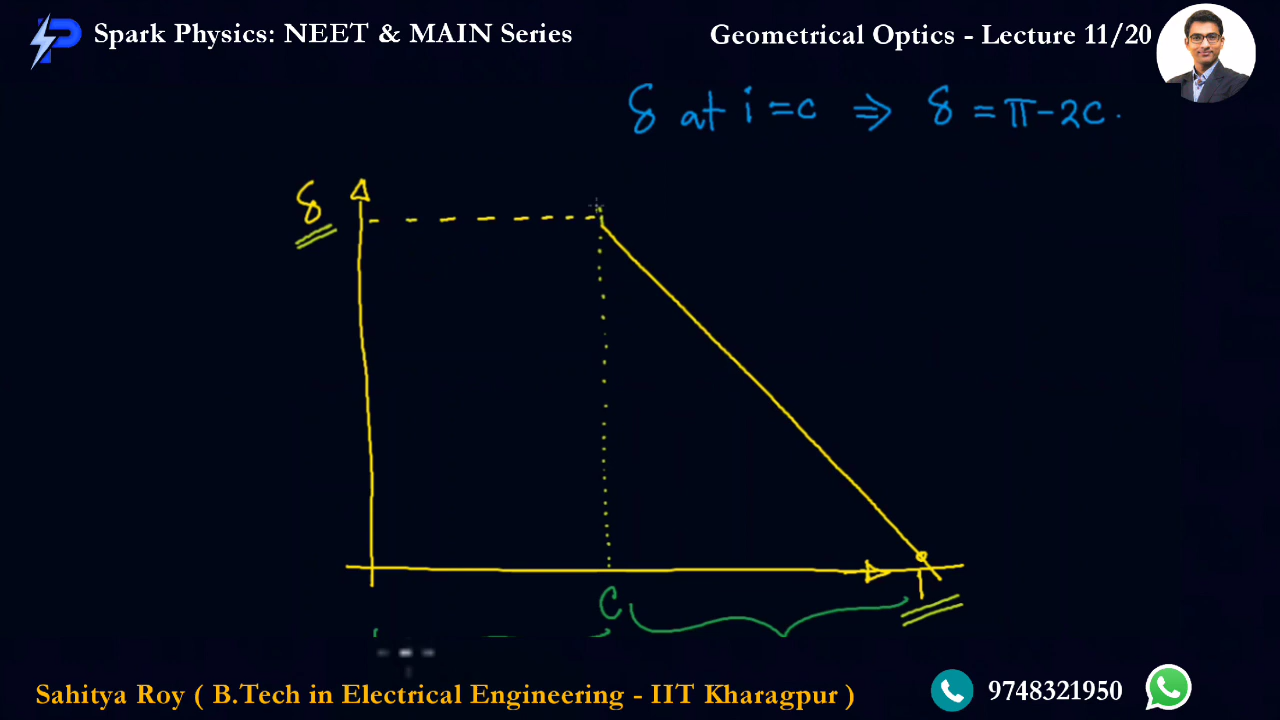 Spark Physics: NEET & MAIN Series
Geometrical Optics - Lecture 11/20
δ at i = c ⇒ δ = π - 2c.
δ
C
Sahitya Roy ( B.Tech in Electrical Engineering - IIT Kharagpur )
9748321950